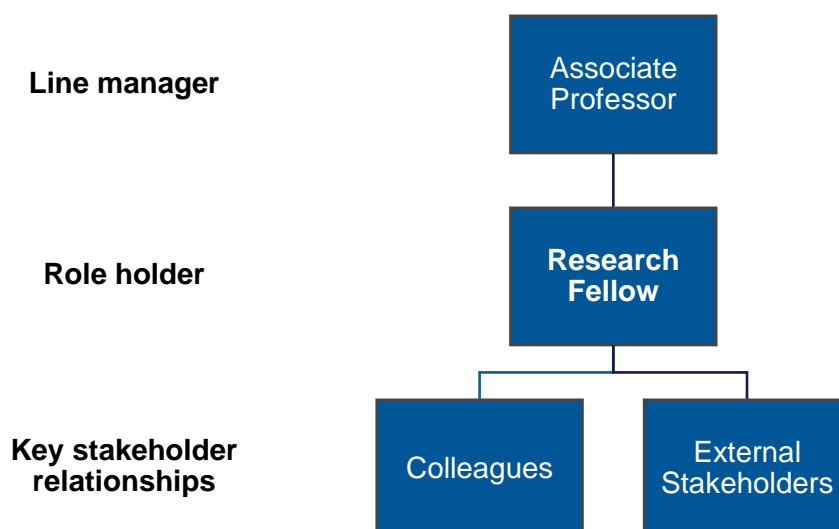 Line manager
Associate
Professor
Role holder
Research
Fellow
Key stakeholder
relationships
Colleagues
External
Stakeholders